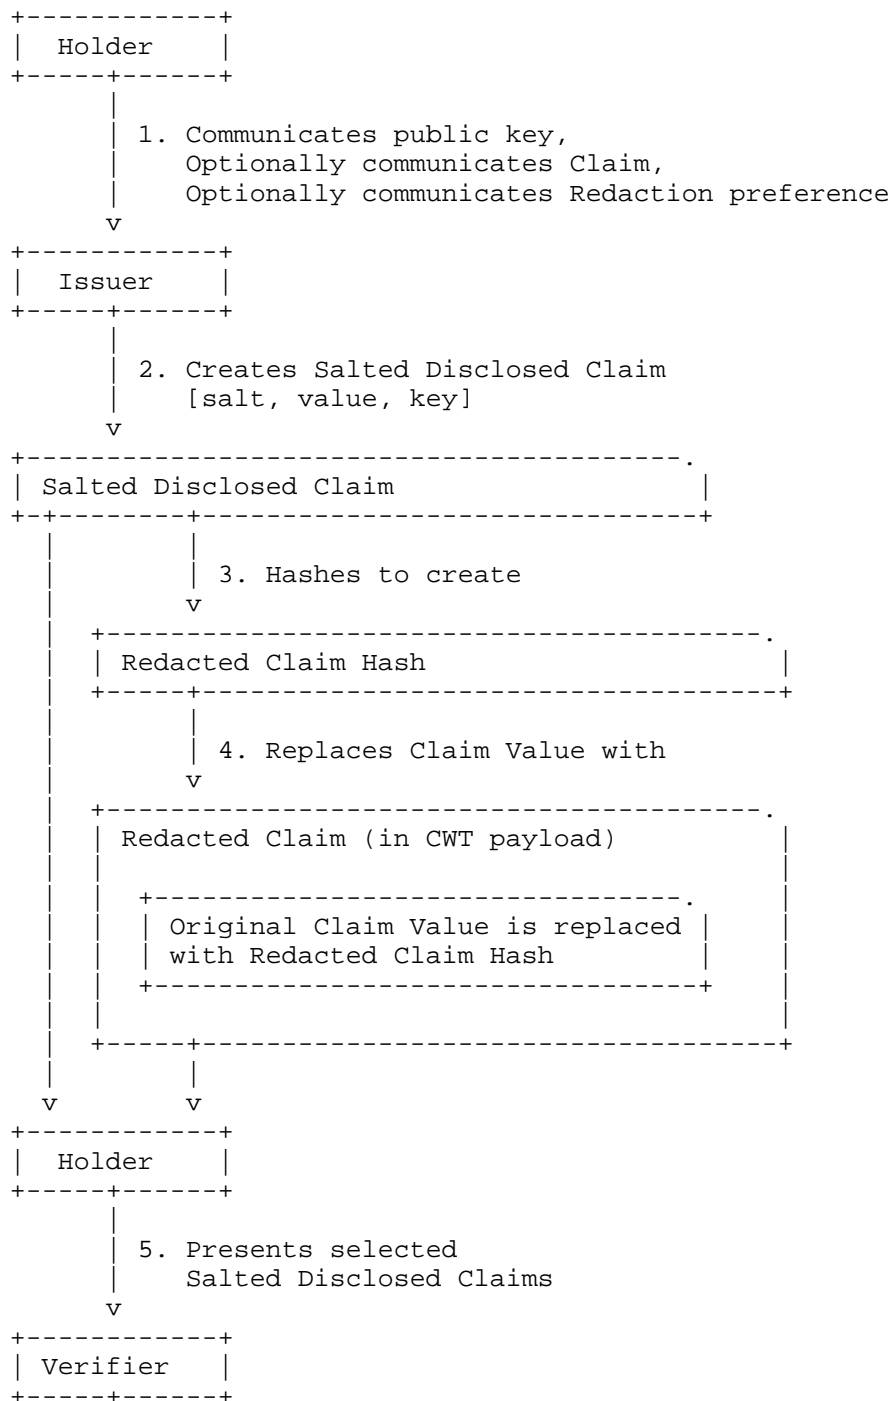 Holder
1. Communicates public key,
Optionally communicates Claim,
Optionally communicates Redaction preference
v
Issuer
2. Creates Salted Disclosed Claim
[salt, value, key]
v
Salted Disclosed Claim
3. Hashes to create
v
Redacted Claim Hash
4. Replaces Claim Value with
v
Redacted Claim (in CWT payload)
Original Claim Value is replaced
with Redacted Claim Hash
v v
Holder
5. Presents selected
Salted Disclosed Claims
v
Verifier